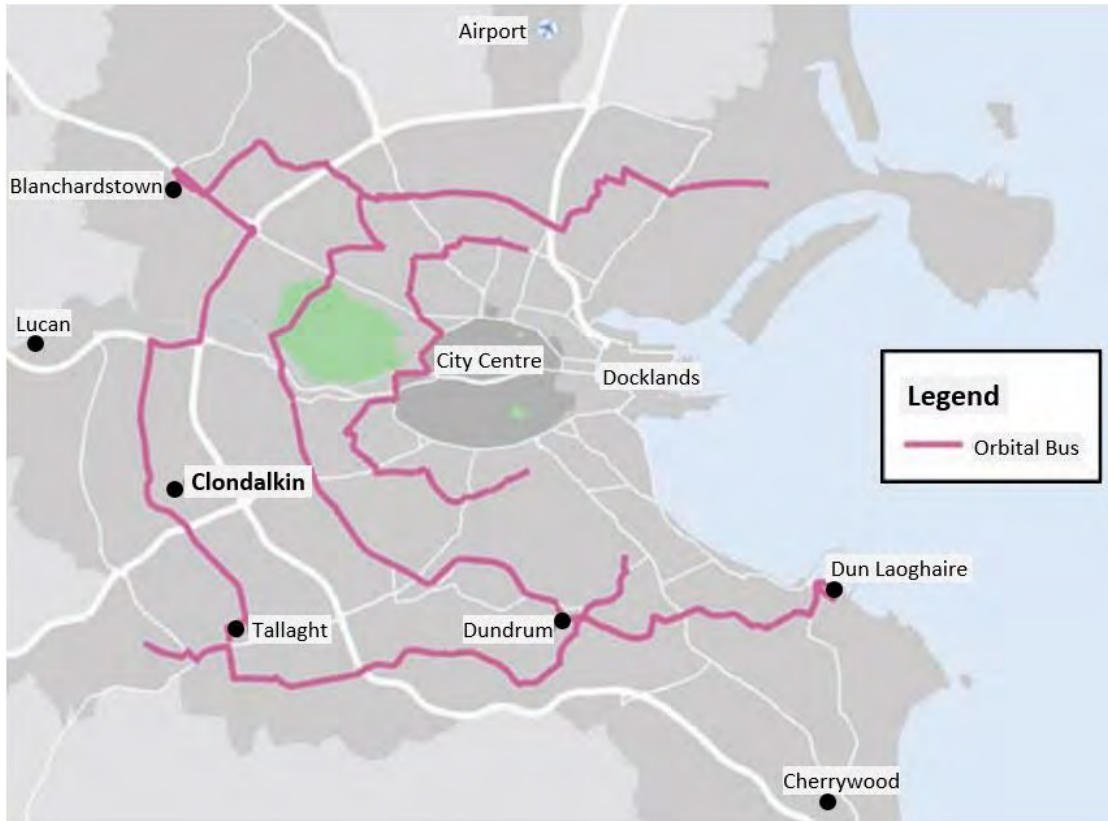 Airport
Blanchardstown
Lucan
City Centre
Docklands
Legend
Orbital Bus
Clondalkin
Dun Laoghaire
Tallaght
Dundrum
Cherrywood